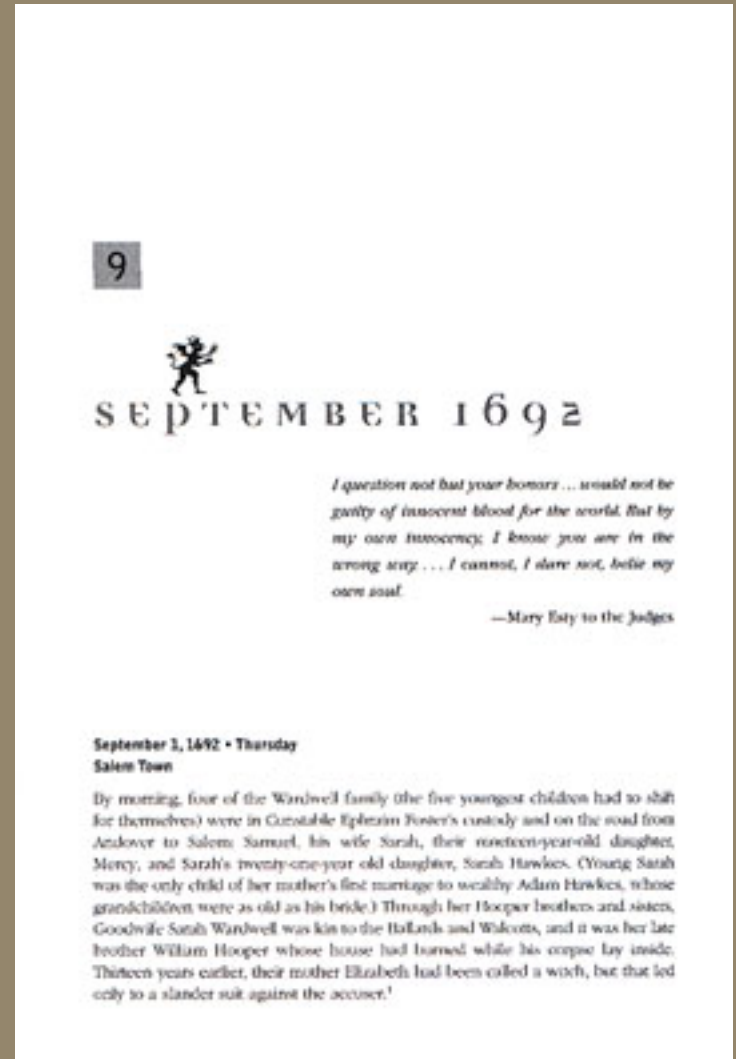 9
SEPTEMBER 1692
I question not but your honors ... would not be
guilty of innocent blood for the world. But by
my own innocency, I know you are in the
wrong way. . . . I cannot, I dare not, belie my
own soul.
—Mary Esty to the Judges
September 1, 1692 • Thursday
Salem Town
By morning, four of the Wardwell family (the five youngest children had to shift
for themselves) were in Constable Ephraim Foster's custody and on the road from
Andover to Salem: Samuel, his wife Sarah, their nineteen-year-old daughter,
Mercy, and Sarah's twenty-one-year old daughter, Sarah Hawkes. (Young Sarah
was the only child of her mother's first marriage to wealthy Adam Hawkes, whose
grandchildren were as old as his bride.) Through her Hooper brothers and sisters,
Goodwife Sarah Wardwell was kin to the Ballards and Walcotts, and it was her late
brother William Hooper whose house had burned while his corpse lay inside.
Thirteen years earlier, their mother Elizabeth had been called a witch, but that led
only to a slander suit against the accuser.¹